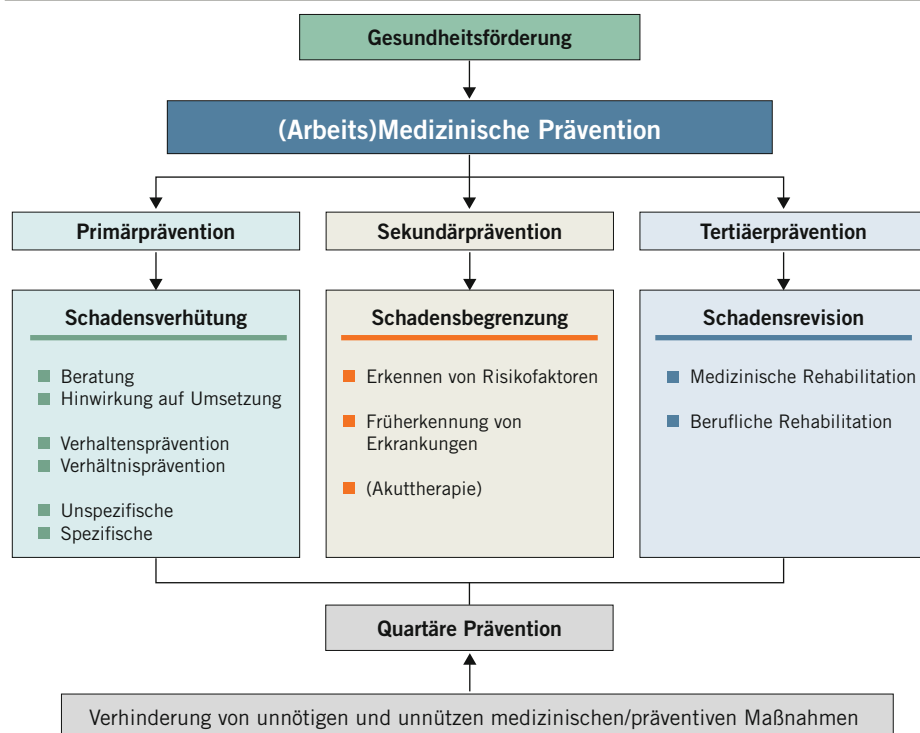 Gesundheitsförderung
(Arbeits)Medizinische Prävention
Primärprävention
Sekundärprävention
Tertiäerprävention
Schadensverhütung
Beratung
Hinwirkung auf Umsetzung
Verhaltensprävention
Verhältnisprävention
Unspezifische
Spezifische
Schadensbegrenzung
Erkennen von Risikofaktoren
Früherkennung von
Erkrankungen
(Akuttherapie)
Schadensrevision
Medizinische Rehabilitation
Berufliche Rehabilitation
Quartäre Prävention
Verhinderung von unnötigen und unnützen medizinischen/präventiven Maßnahmen